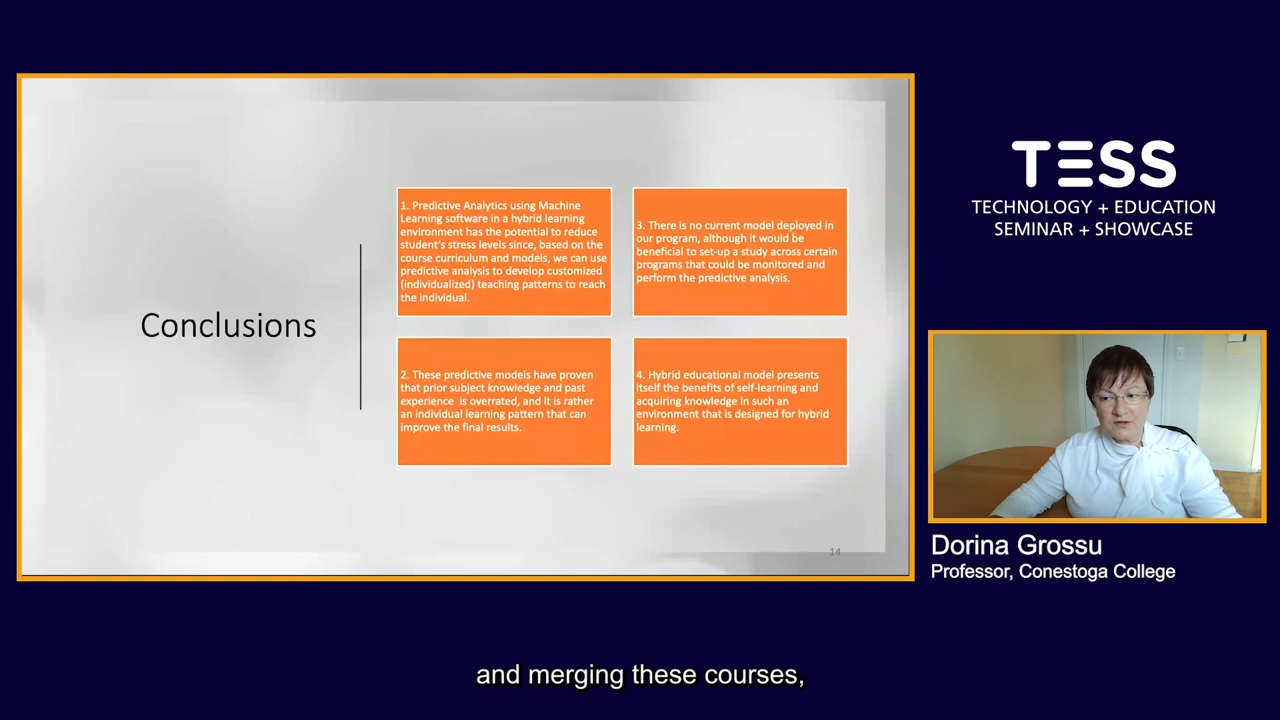 Conclusions
1. Predictive Analytics using Machine
Learning software in a hybrid learning
environment has the potential to reduce
student's stress levels since, based on the
course curriculum and models, we can use
predictive analysis to develop customized
(individualized) teaching patterns to reach
the individual.
2. These predictive models have proven
that prior subject knowledge and past
experience is overrated, and it is rather
an individual learning pattern that can
improve the final results.
3. There is no current model deployed in
our program, although it would be
beneficial to set-up a study across certain
programs that could be monitored and
perform the predictive analysis.
4. Hybrid educational model presents
itself the benefits of self-learning and
acquiring knowledge in such an
environment that is designed for hybrid
learning.
14
TESS
TECHNOLOGY + EDUCATION
SEMINAR + SHOWCASE
Dorina Grossu
Professor, Conestoga College
and merging these courses,